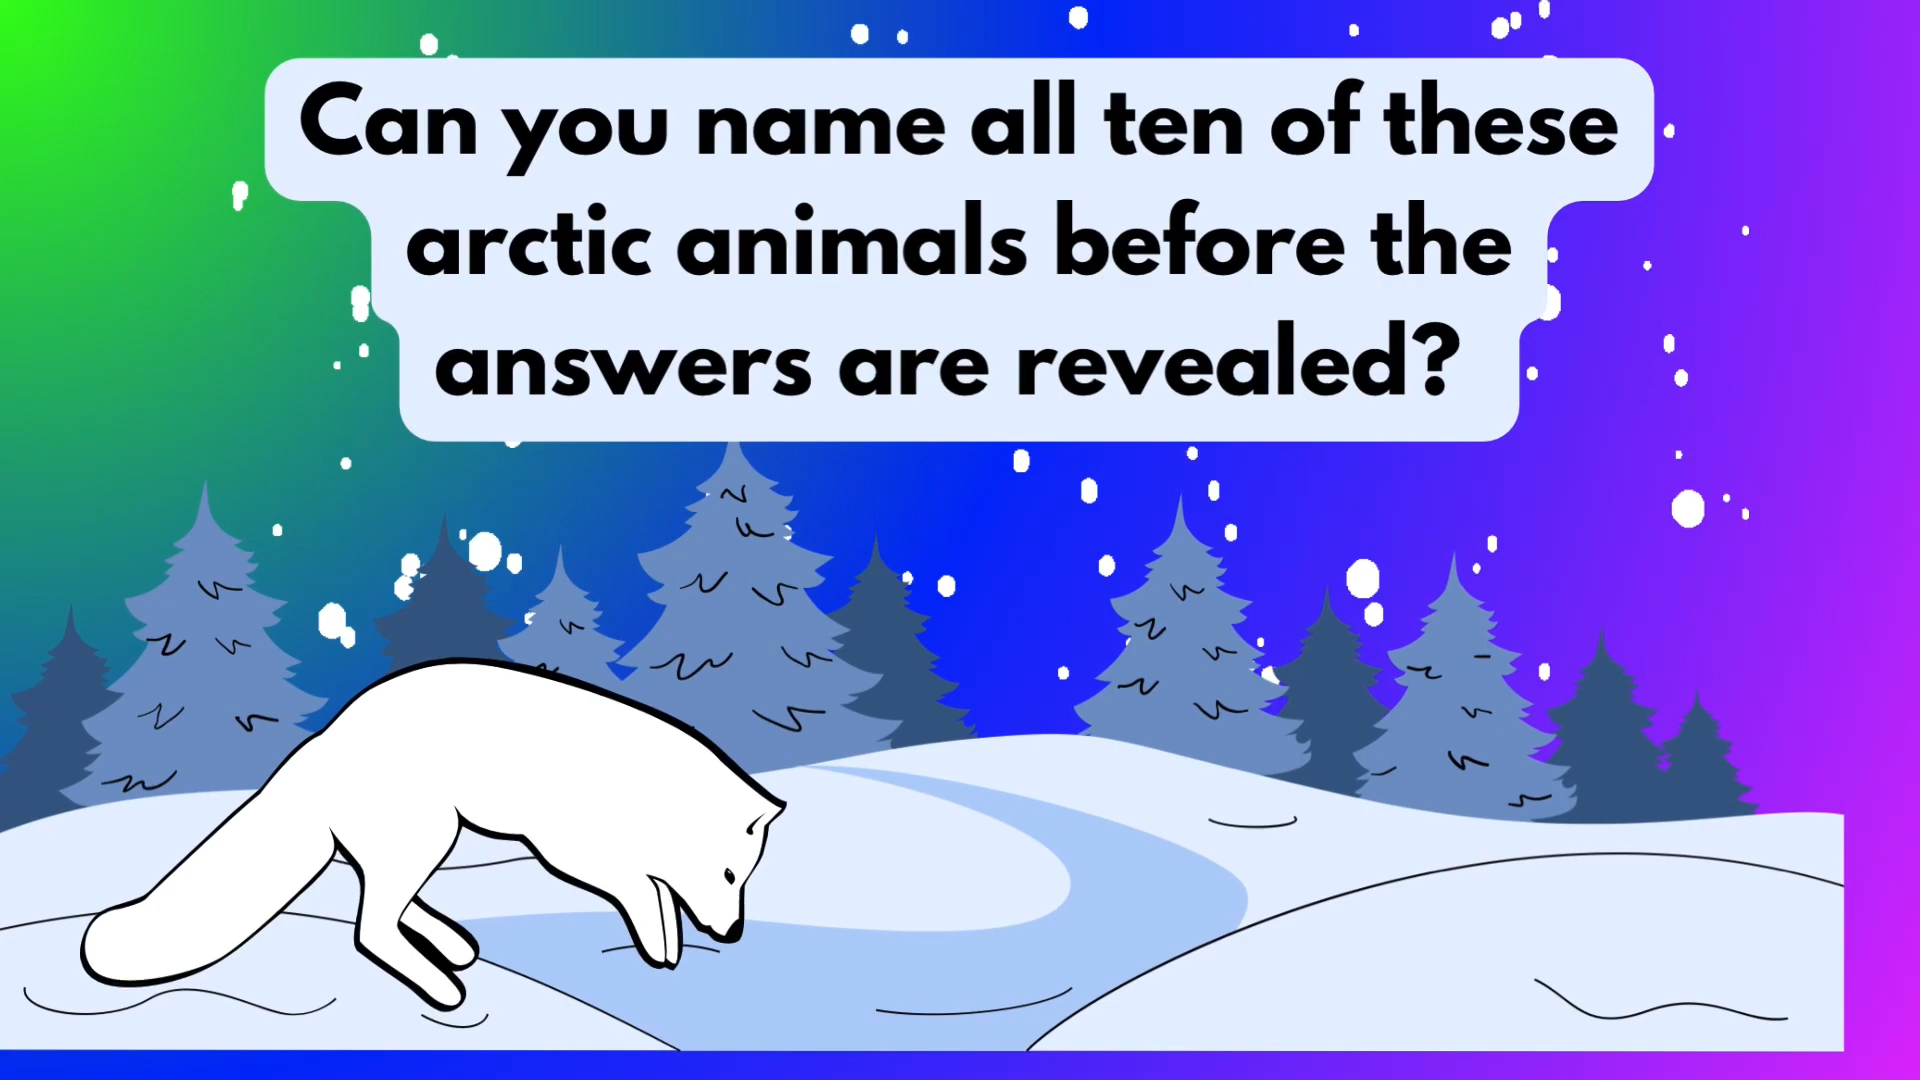 Can you name all ten of these
arctic animals before the
answers are revealed?